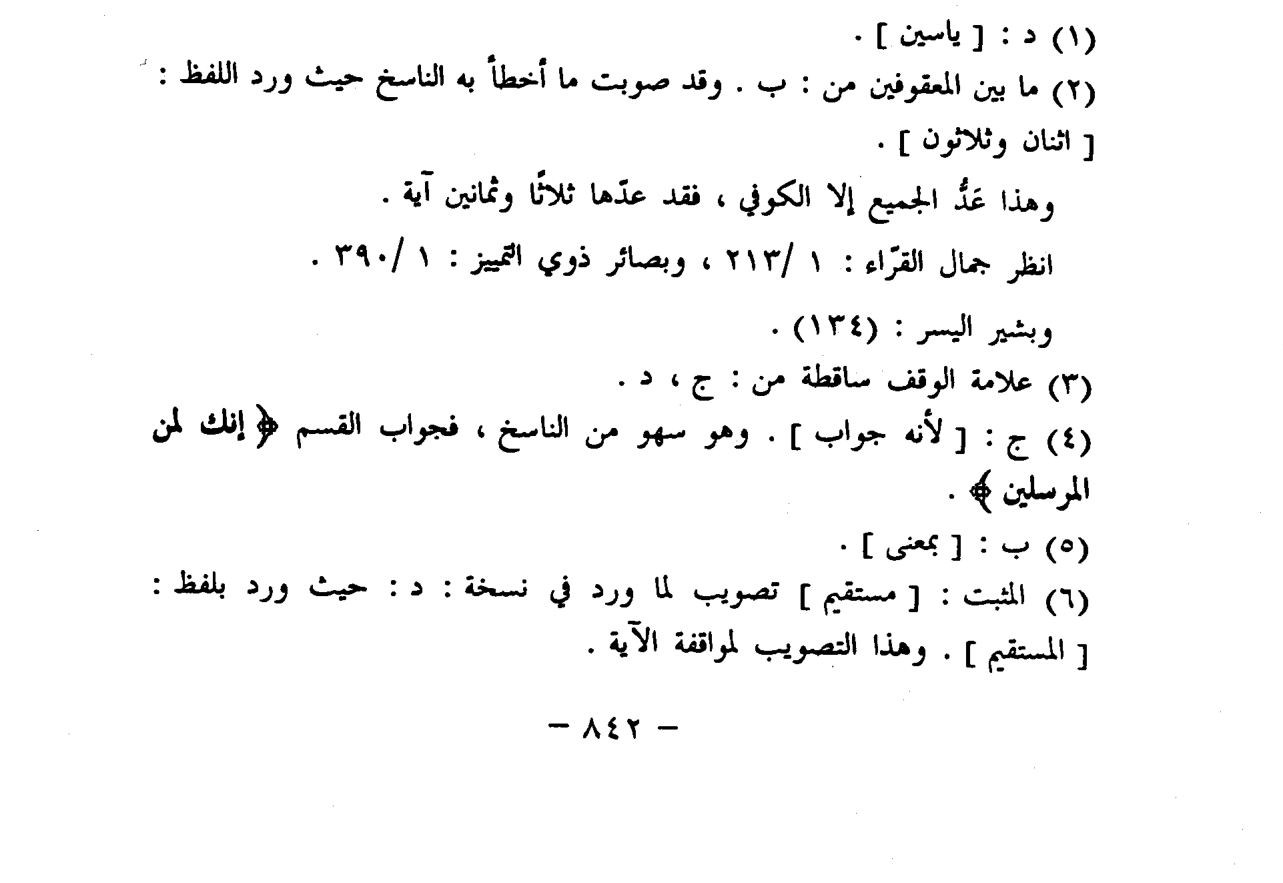 (١) د : [ ياسين ] .
(٢) ما بين المعقوفين من : ب . وقد صوبت ما أخطأ به الناسخ حيث ورد اللفظ :
[ اثنان وثلاثون ] .
وهذا عَدُّ الجميع إلا الكوفي ، فقد عدّها ثلاثًا وثمانين آية .
انظر جمال القرّاء : ١ /٢١٣ ، وبصائر ذوي التمييز : ١ /٣٩٠ .
وبشير اليسر : (١٣٤) .
(٣) علامة الوقف ساقطة من : ج ، د .
(٤) ج : [ لأنه جواب ] . وهو سهو من الناسخ ، فجواب القسم ﴿ إنك لمن
المرسلين ﴾ .
(٥) ب : [ بمعنى ] .
(٦) المثبت : [ مستقيم ] تصويب لما ورد في نسخة : د : حيث ورد بلفظ :
[ المستقيم ] . وهذا التصويب لمواقفة الآية .
– ٨٤٢ –